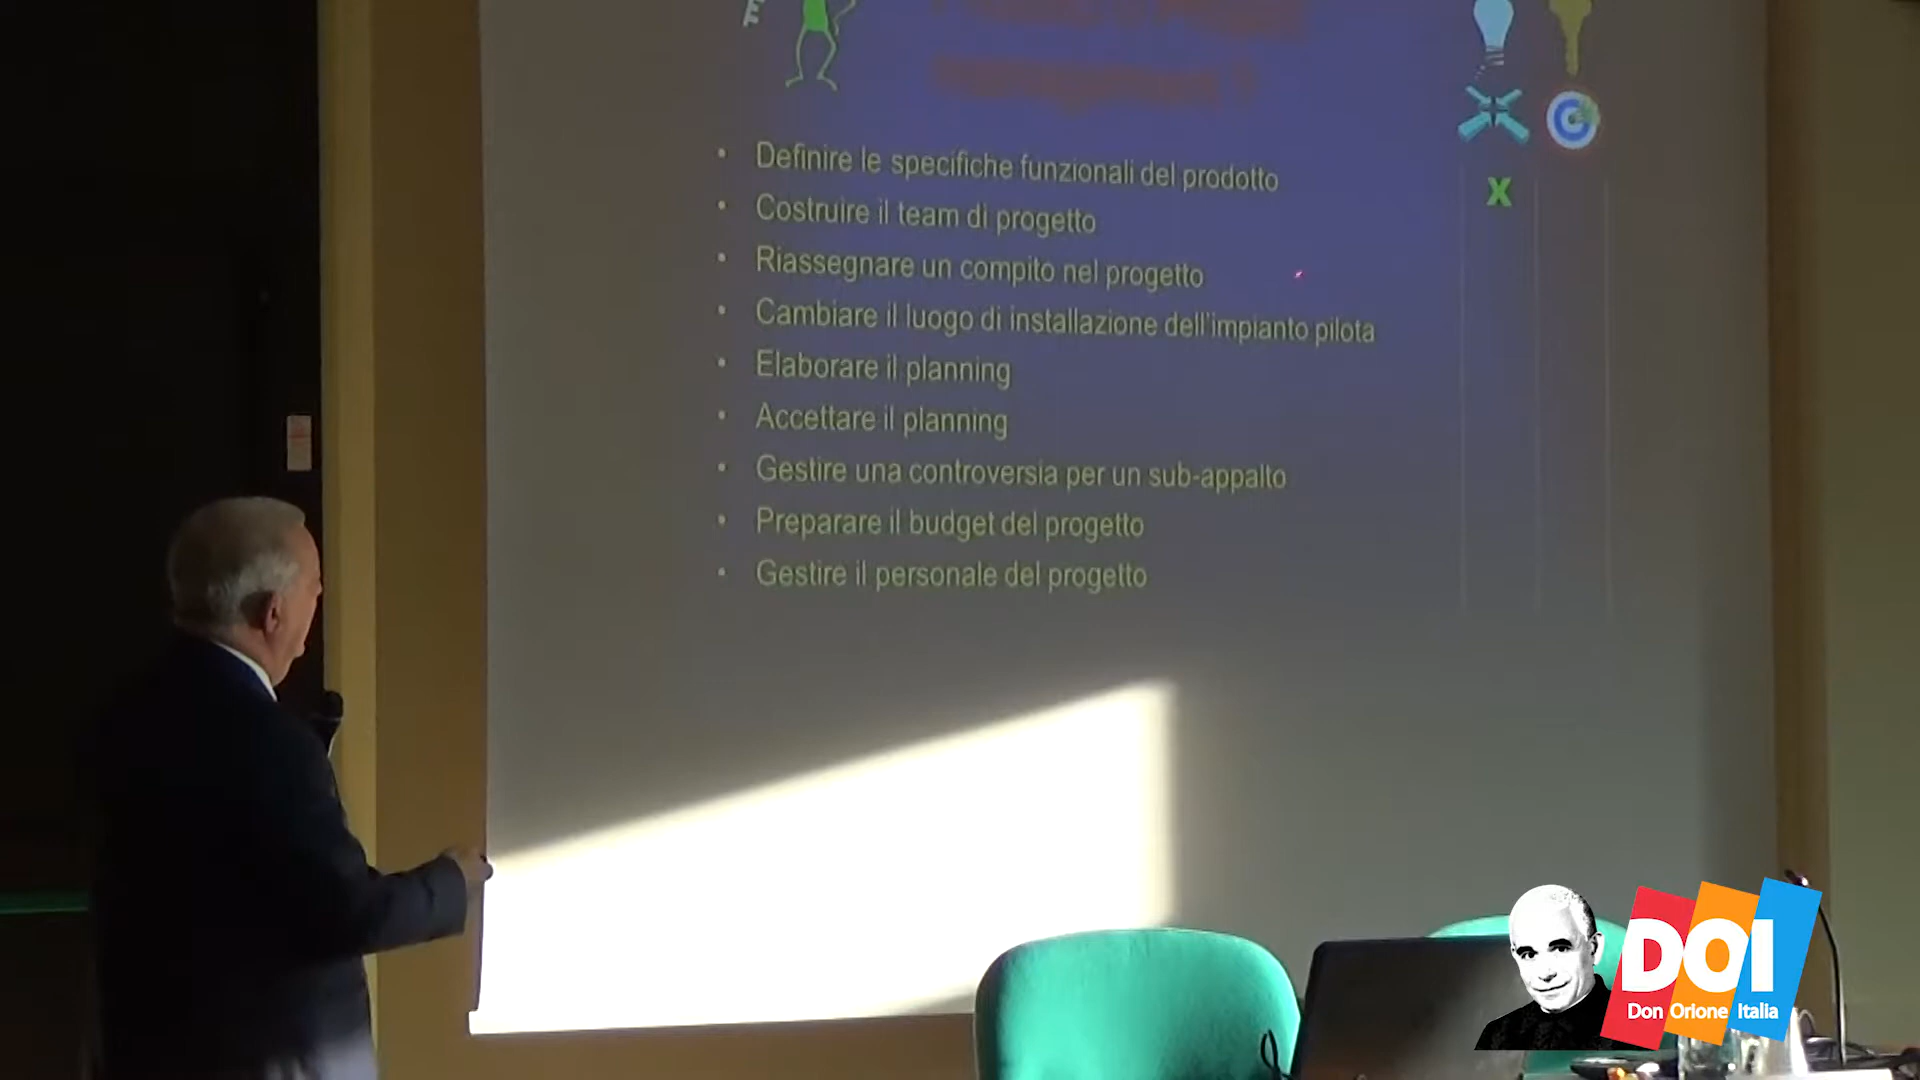 • Definire le specifiche funzionali del prodotto
X
• Costruire il team di progetto
• Riassegnare un compito nel progetto
• Cambiare il luogo di installazione dell'impianto pilota
• Elaborare il planning
• Accettare il planning
• Gestire una controversia per un sub-appalto
• Preparare il budget del progetto
• Gestire il personale del progetto
DOI
Don Orione Italia